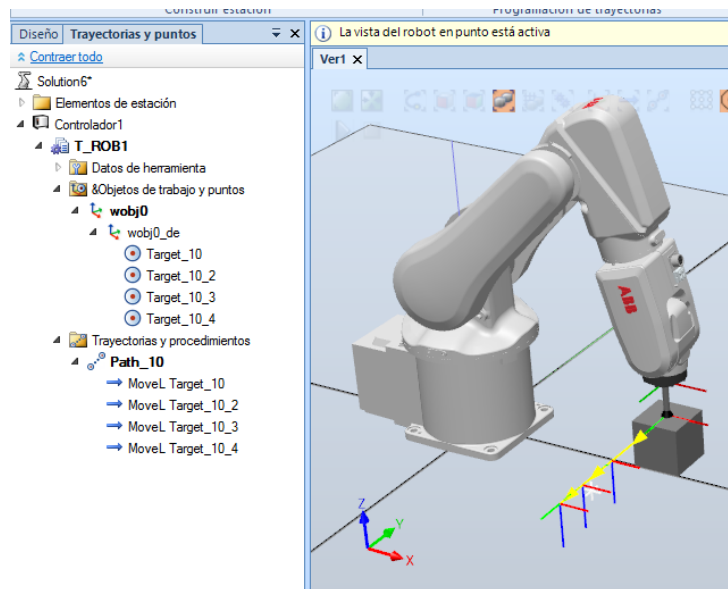 Construir estación
Programación de trayectorias
Diseño
Trayectorias y puntos
Contraer todo
Solution6*
Elementos de estación
Controlador1
T_ROB1
Datos de herramienta
&Objetos de trabajo y puntos
wobj0
wobj0_de
Target_10
Target_10_2
Target_10_3
Target_10_4
Trayectorias y procedimientos
Path_10
MoveL Target_10
MoveL Target_10_2
MoveL Target_10_3
MoveL Target_10_4
La vista del robot en punto está activa
Ver1
ABB
ABB
Z
Y
X